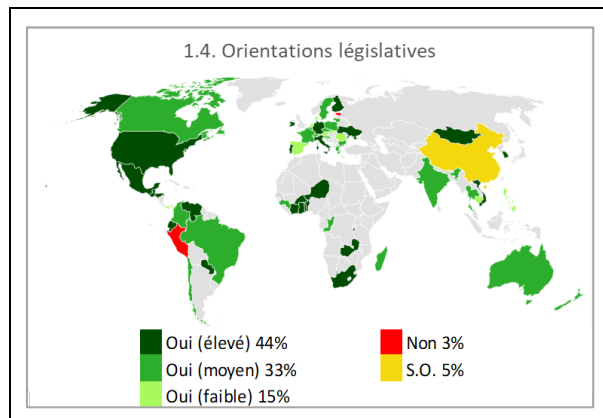 1.4. Orientations législatives
Oui (élevé) 44%
Oui (moyen) 33%
Oui (faible) 15%
Non 3%
S.O. 5%